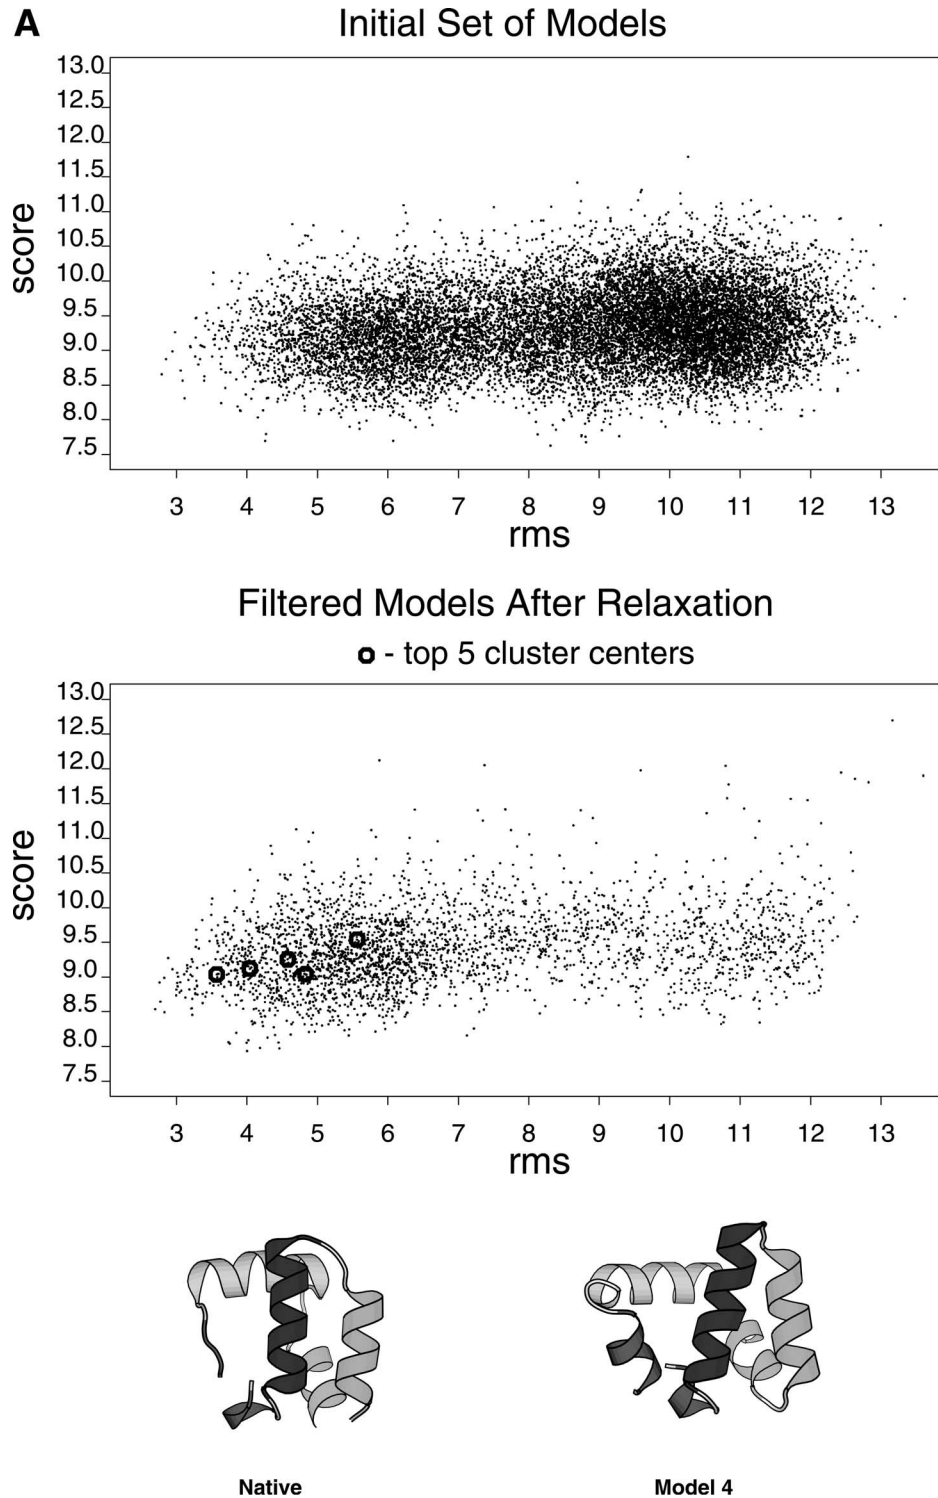 A
Initial Set of Models
13.0
12.5
12.0
11.5
11.0
10.5
10.0
9.5
9.0
8.5
8.0
7.5
score
3 4 5 6 7 8 9 10 11 12 13
rms
Filtered Models After Relaxation
- top 5 cluster centers
13.0
12.5
12.0
11.5
11.0
10.5
10.0
9.5
9.0
8.5
8.0
7.5
score
3 4 5 6 7 8 9 10 11 12 13
rms
Native Model 4